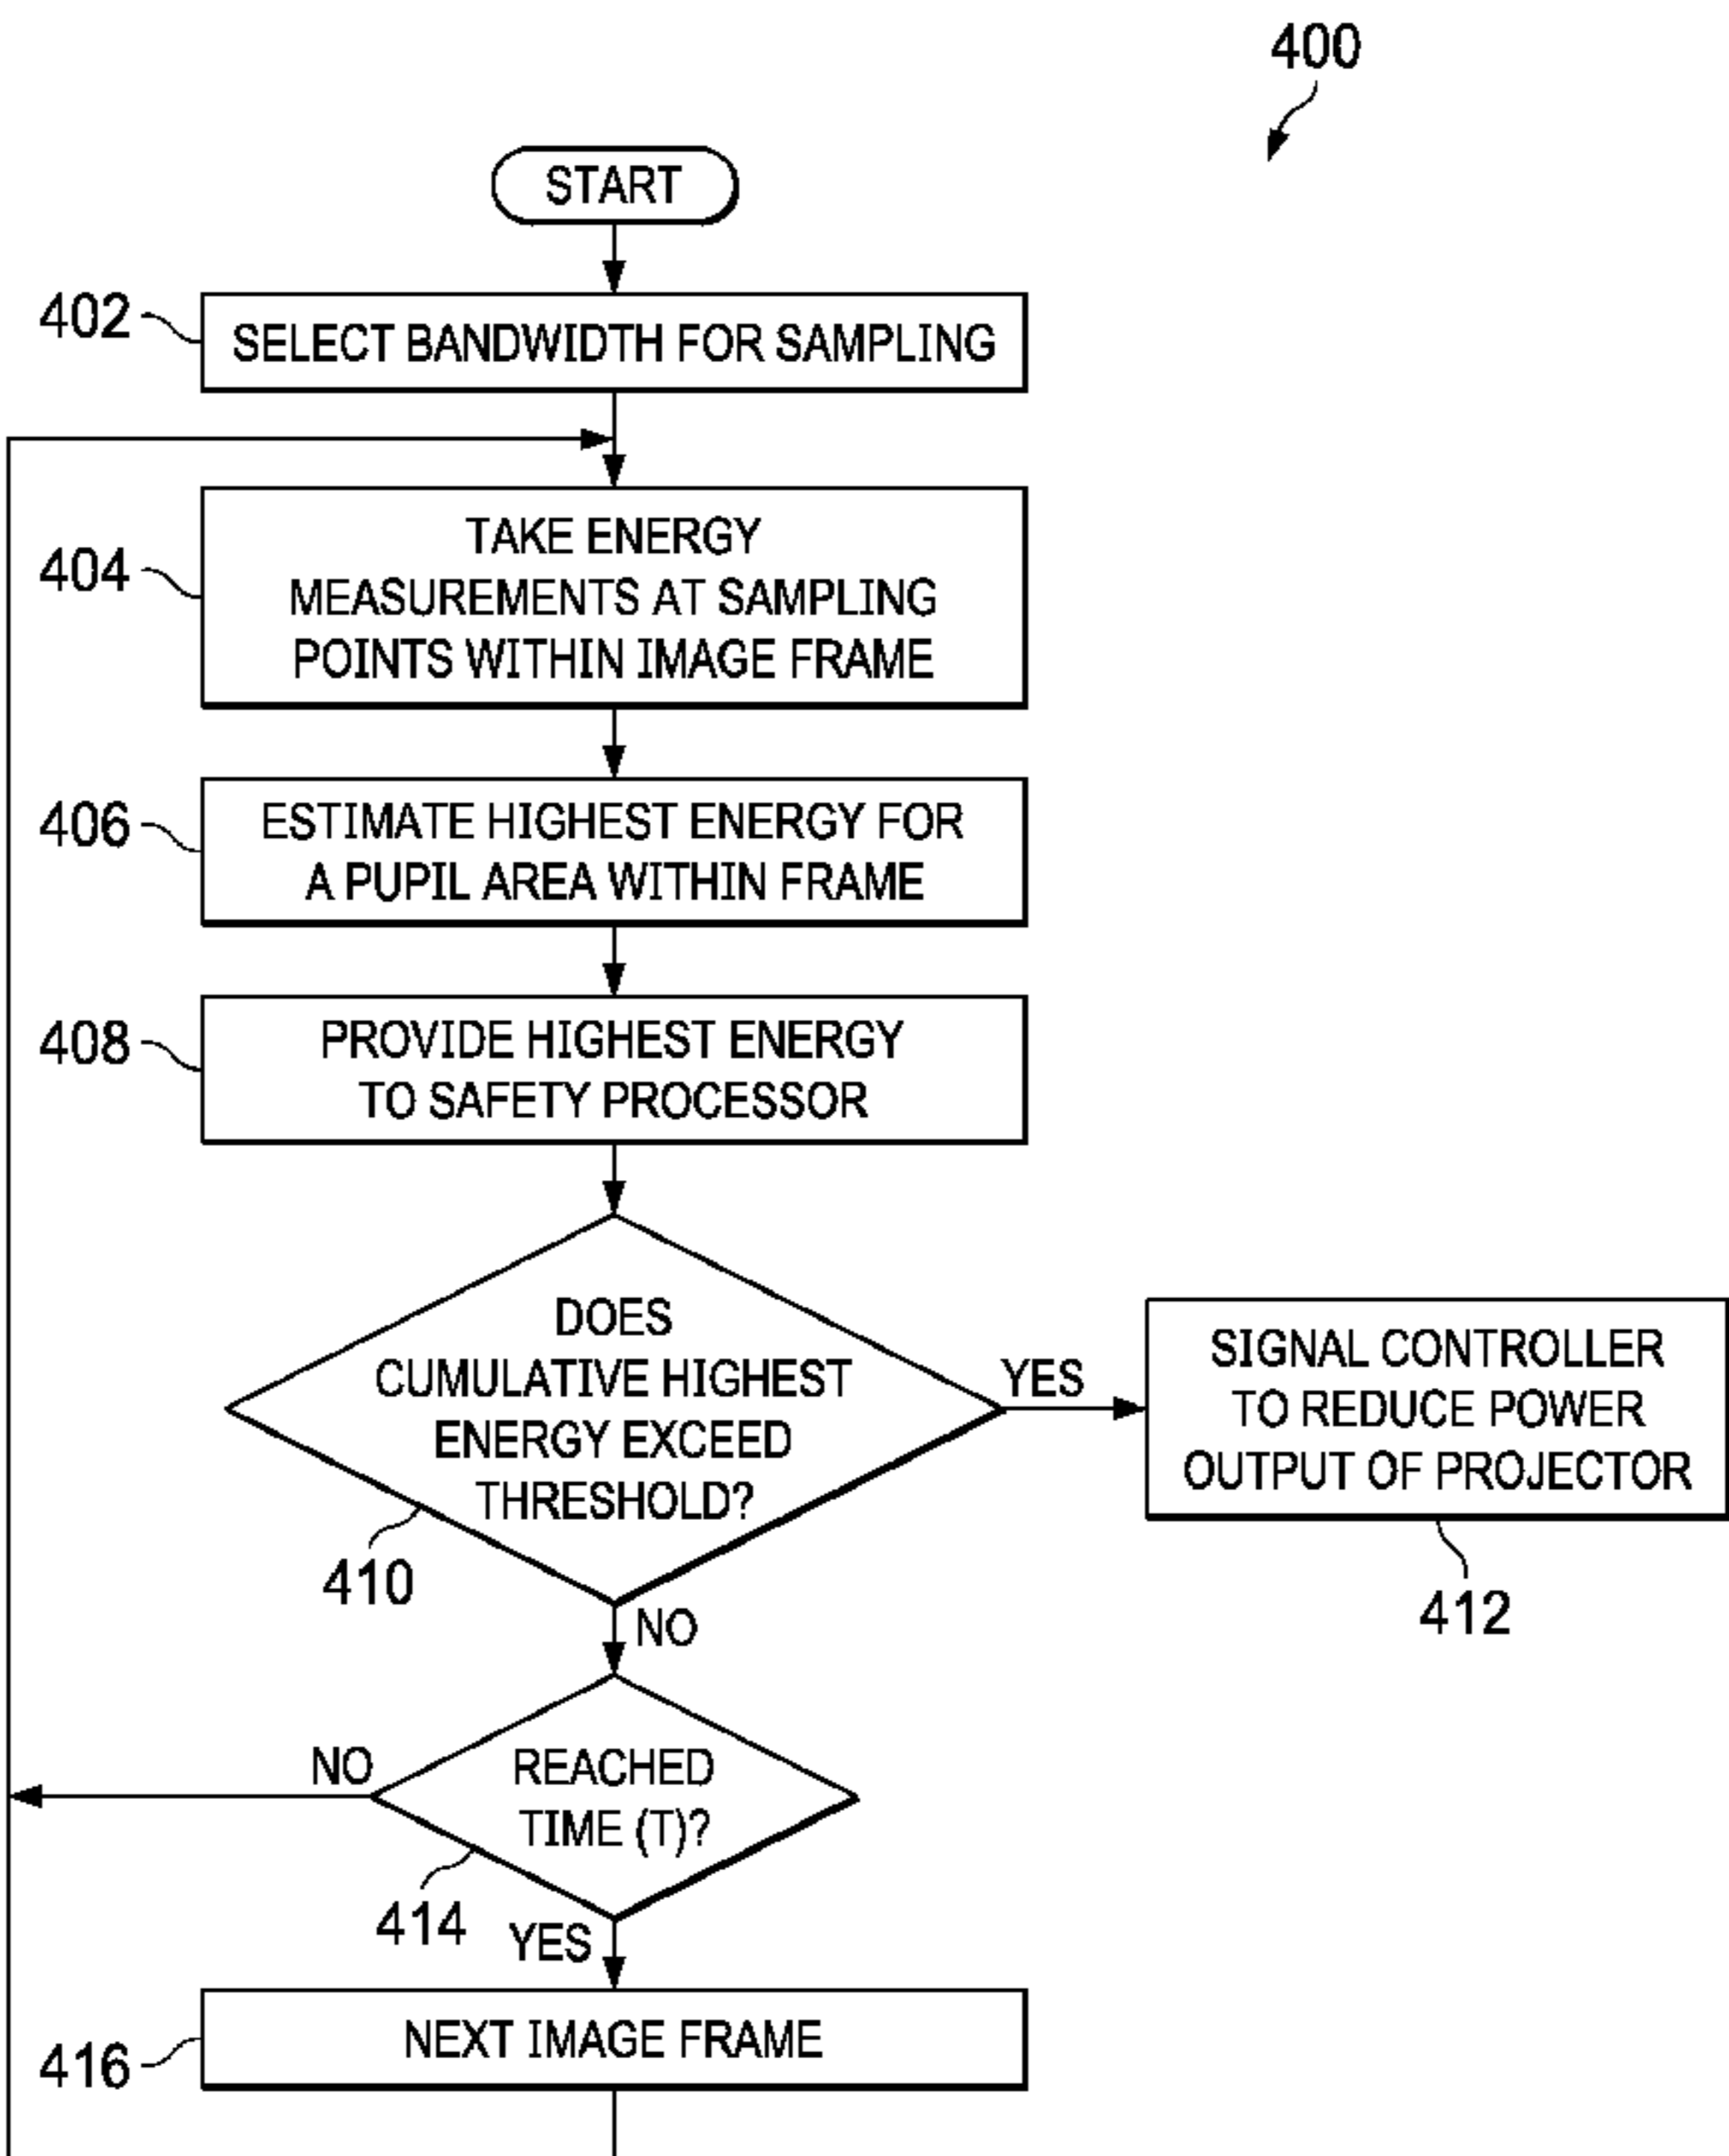 400
START
402
SELECT BANDWIDTH FOR SAMPLING
404
TAKE ENERGY
MEASUREMENTS AT SAMPLING
POINTS WITHIN IMAGE FRAME
406
ESTIMATE HIGHEST ENERGY FOR
A PUPIL AREA WITHIN FRAME
408
PROVIDE HIGHEST ENERGY
TO SAFETY PROCESSOR
DOES
CUMULATIVE HIGHEST
ENERGY EXCEED
THRESHOLD?
410
YES
SIGNAL CONTROLLER
TO REDUCE POWER
OUTPUT OF PROJECTOR
412
NO
REACHED
TIME (T)?
414
NO
YES
416
NEXT IMAGE FRAME